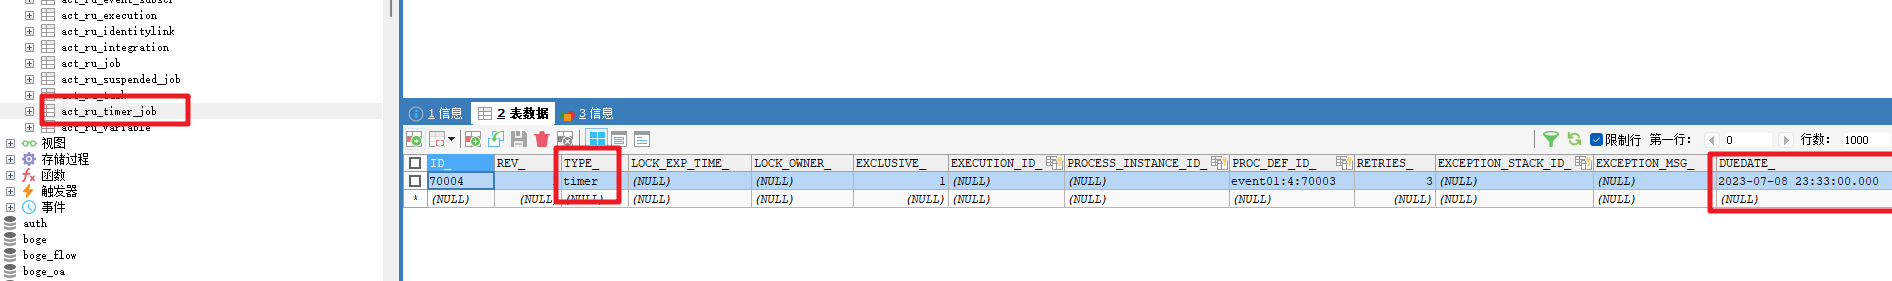 act_ru_event_subscr
act_ru_execution
act_ru_identitylink
act_ru_integration
act_ru_job
act_ru_suspended_job
act_ru_task
act_ru_timer_job
act_ru_variable
视图
存储过程
函数
触发器
事件
auth
boge
boge_flow
boge_oa
1 信息 2 表数据 3 信息
限制行 第一行: 0 行数: 1000
ID_ REV_ TYPE_ LOCK_EXP_TIME_ LOCK_OWNER_ EXCLUSIVE_ EXECUTION_ID_ PROCESS_INSTANCE_ID_ PROC_DEF_ID_ RETRIES_ EXCEPTION_STACK_ID_ EXCEPTION_MSG_ DUEDATE_
70004 timer (NULL) (NULL) 1 (NULL) (NULL) event01:4:70003 3 (NULL) (NULL) 2023-07-08 23:33:00.000
* (NULL) (NULL) (NULL) (NULL) (NULL) (NULL) (NULL) (NULL) (NULL) (NULL) (NULL) (NULL) (NULL)